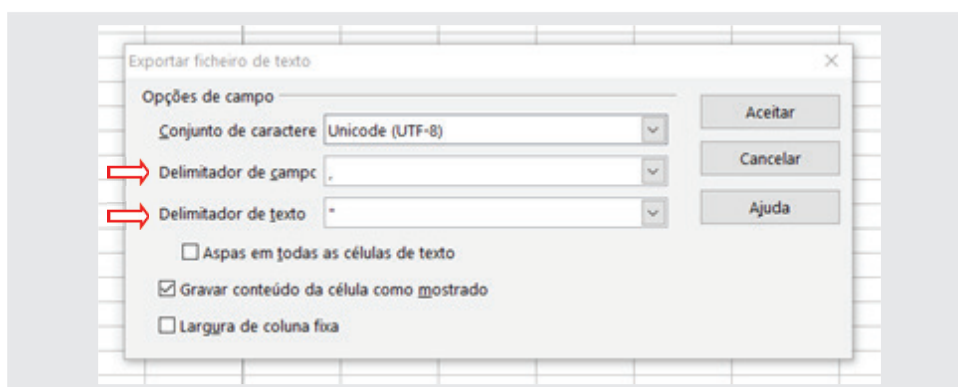 Exportar ficheiro de texto
Opções de campo
Conjunto de caractere Unicode (UTF-8)
Delimitador de campc ,
Delimitador de texto "
Aspas em todas as células de texto
Gravar conteúdo da célula como mostrado
Largura de coluna fixa
Aceitar
Cancelar
Ajuda